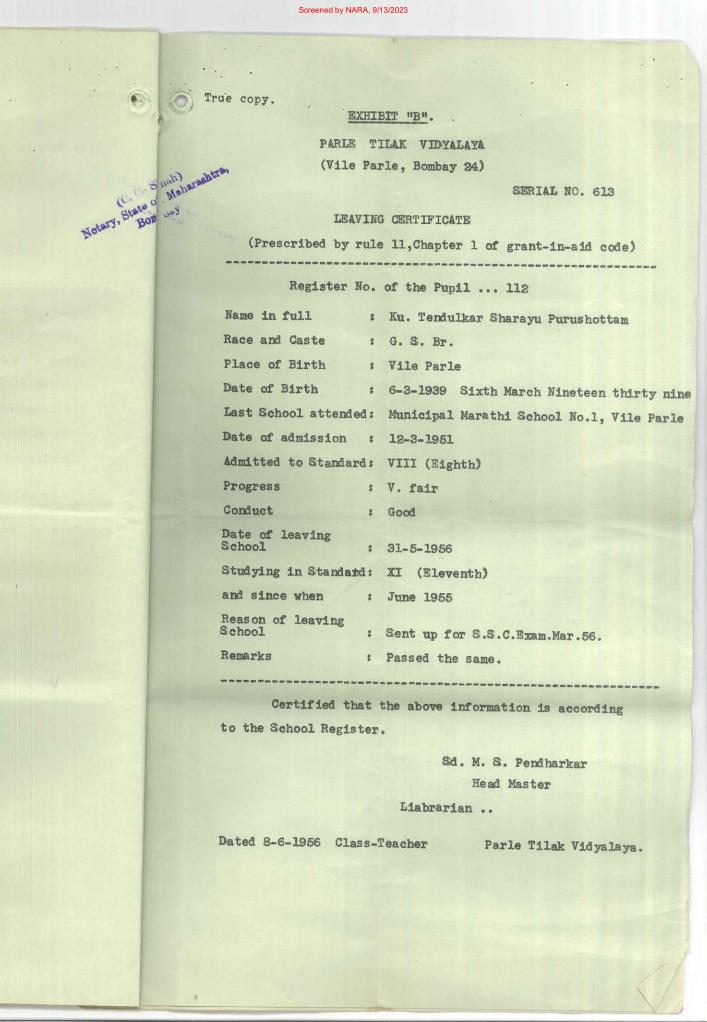 Screened by NARA, 9/13/2023
True copy.
EXHIBIT "B".
PARLE TILAK VIDYALAYA
(Vile Parle, Bombay 24)
Notary, State of Maharashtra,
Bombay
SERIAL NO. 613
LEAVING CERTIFICATE
(Prescribed by rule 11,Chapter 1 of grant-in-aid code)
Register No. of the Pupil ... 112
Name in full : Ku. Tendulkar Sharayu Purushottam
Race and Caste : G. S. Br.
Place of Birth : Vile Parle
Date of Birth : 6-3-1939 Sixth March Nineteen thirty nine
Last School attended: Municipal Marathi School No.1, Vile Parle
Date of admission : 12-3-1951
Admitted to Standard: VIII (Eighth)
Progress : V. fair
Conduct : Good
Date of leaving
School : 31-5-1956
Studying in Standard: XI (Eleventh)
and since when : June 1955
Reason of leaving
School : Sent up for S.S.C.Exam.Mar.56.
Remarks : Passed the same.
Certified that the above information is according
to the School Register.
Sd. M. S. Pendharkar
Head Master
Liabrarian ..
Dated 8-6-1956 Class-Teacher Parle Tilak Vidyalaya.